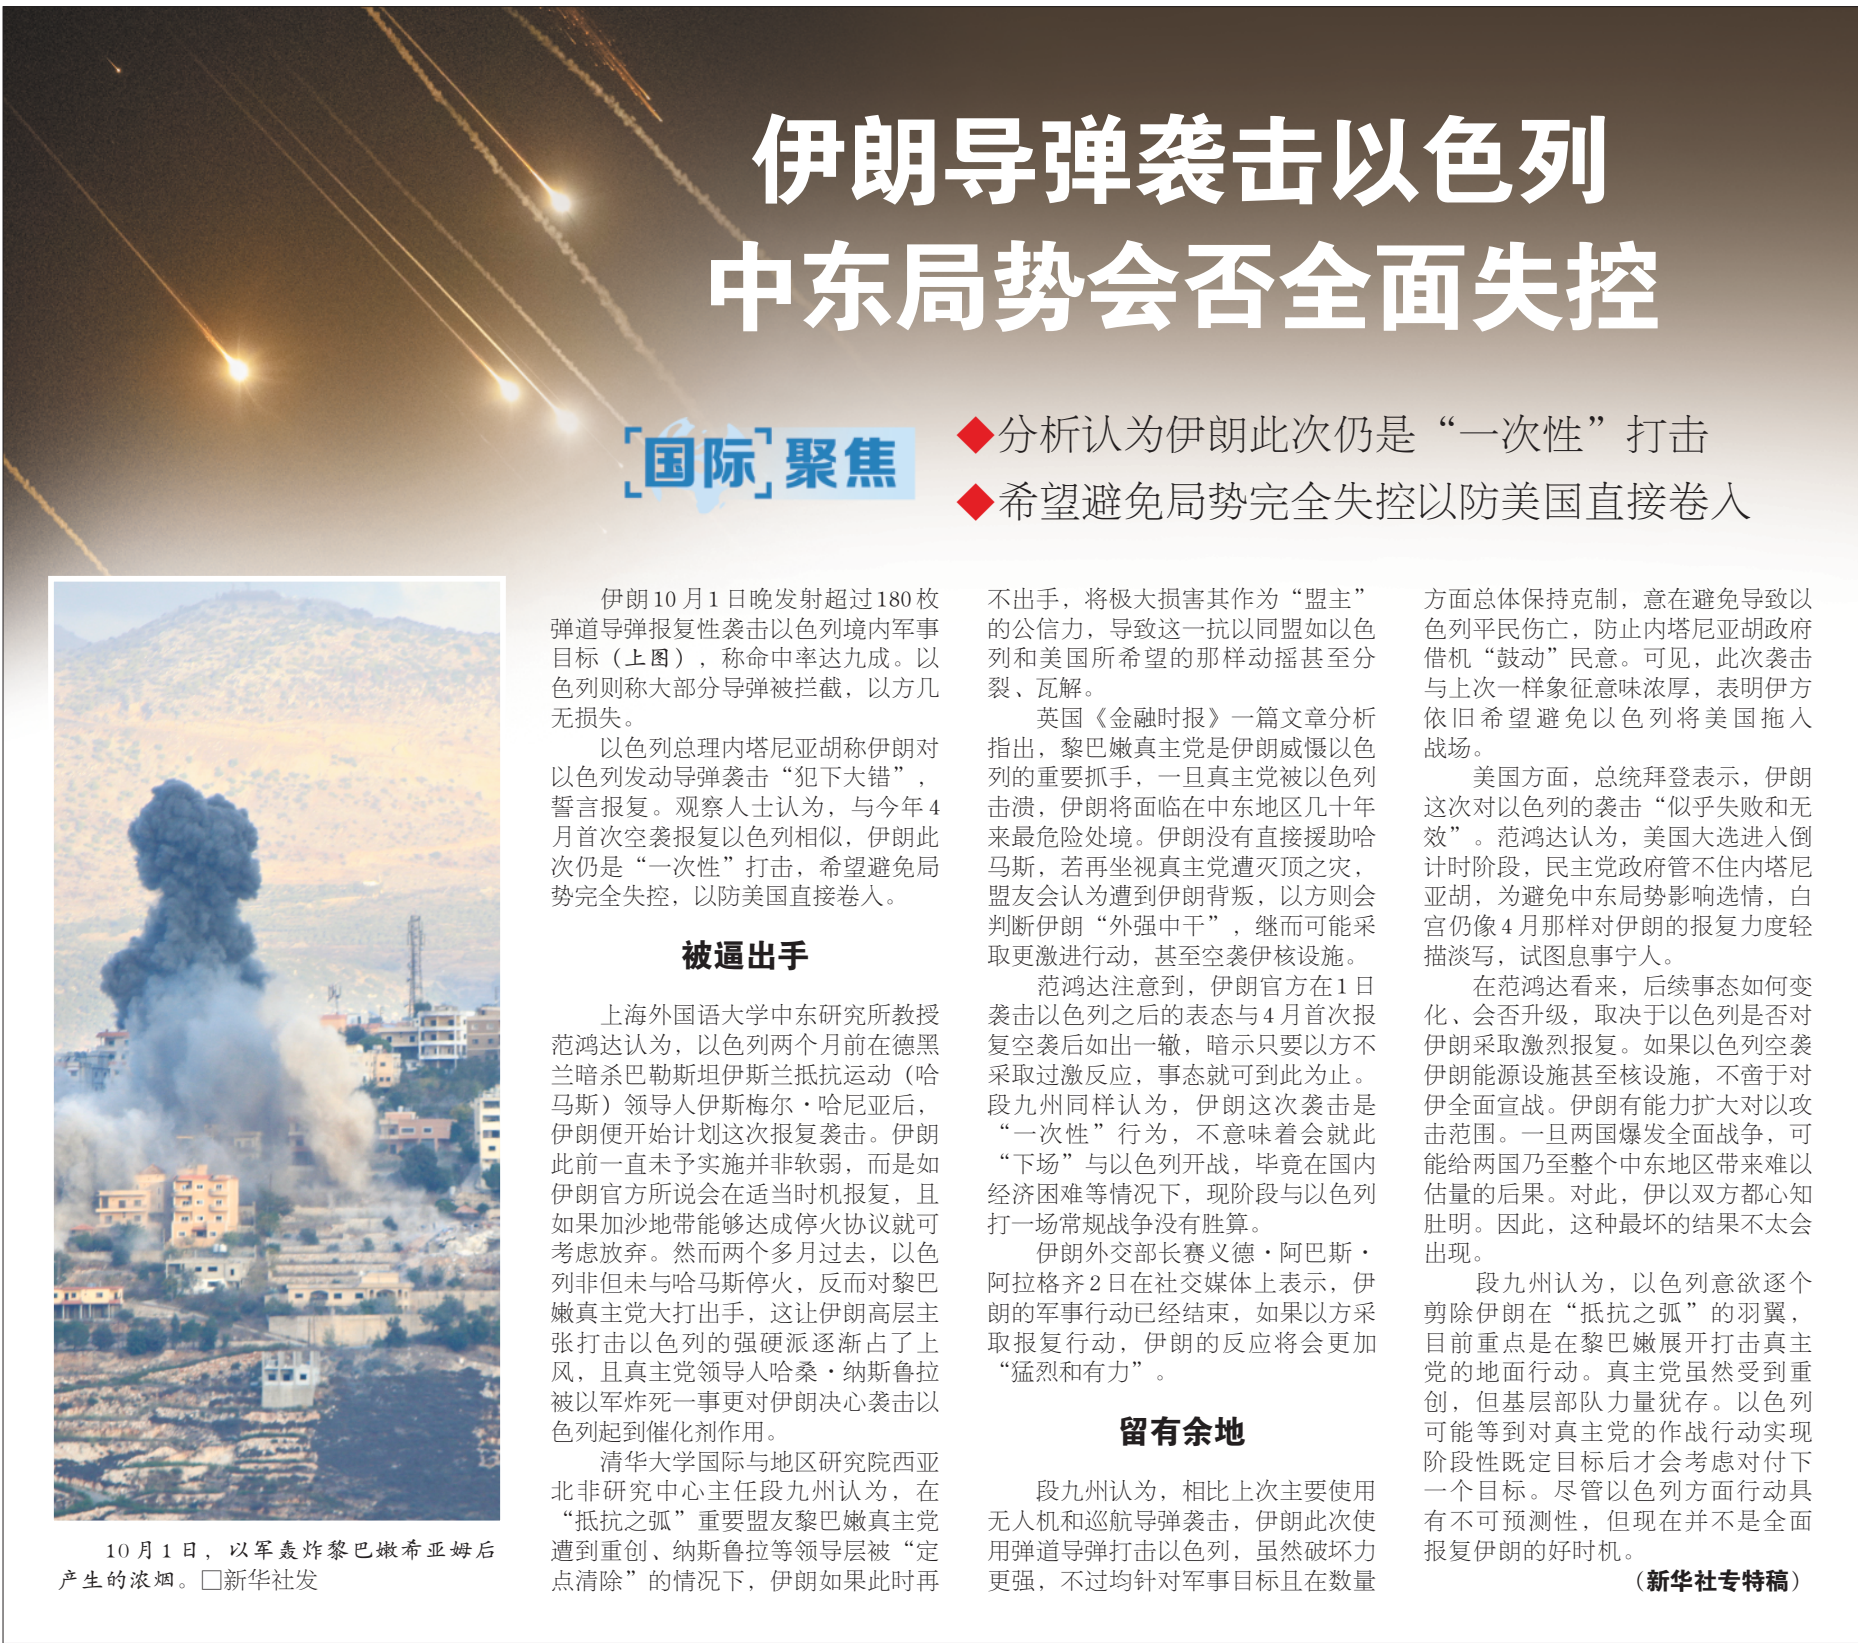 伊朗导弹袭击以色列
中东局势会否全面失控
国际 聚焦
◆分析认为伊朗此次仍是“一次性”打击
◆希望避免局势完全失控以防美国直接卷入
伊朗10月1日晚发射超过180枚
弹道导弹报复性袭击以色列境内军事
目标（上图），称命中率达九成。以
色列则称大部分导弹被拦截，以方几
无损失。
以色列总理内塔尼亚胡称伊朗对
以色列发动导弹袭击“犯下大错”，
誓言报复。观察人士认为，与今年4
月首次空袭报复以色列相似，伊朗此
次仍是“一次性”打击，希望避免局
势完全失控，以防美国直接卷入。
被逼出手
上海外国语大学中东研究所教授
范鸿达认为，以色列两个月前在德黑
兰暗杀巴勒斯坦伊斯兰抵抗运动（哈
马斯）领导人伊斯梅尔·哈尼亚后，
伊朗便开始计划这次报复袭击。伊朗
此前一直未予实施并非软弱，而是如
伊朗官方所说会在适当时机报复，且
如果加沙地带能够达成停火协议就可
考虑放弃。然而两个多月过去，以色
列非但未与哈马斯停火，反而对黎巴
嫩真主党大打出手，这让伊朗高层主
张打击以色列的强硬派逐渐占了上
风，且真主党领导人哈桑·纳斯鲁拉
被以军炸死一事更对伊朗决心袭击以
色列起到催化剂作用。
清华大学国际与地区研究院西亚
北非研究中心主任段九州认为，在
“抵抗之弧”重要盟友黎巴嫩真主党
遭到重创、纳斯鲁拉等领导层被“定
点清除”的情况下，伊朗如果此时再
不出手，将极大损害其作为“盟主”
的公信力，导致这一抗以同盟如以色
列和美国所希望的那样动摇甚至分
裂、瓦解。
英国《金融时报》一篇文章分析
指出，黎巴嫩真主党是伊朗威慑以色
列的重要抓手，一旦真主党被以色列
击溃，伊朗将面临在中东地区几十年
来最危险处境。伊朗没有直接援助哈
马斯，若再坐视真主党遭灭顶之灾，
盟友会认为遭到伊朗背叛，以方则会
判断伊朗“外强中干”，继而可能采
取更激进行动，甚至空袭伊核设施。
范鸿达注意到，伊朗官方在1日
袭击以色列之后的表态与4月首次报
复空袭后如出一辙，暗示只要以方不
采取过激反应，事态就可到此为止。
段九州同样认为，伊朗这次袭击是
“一次性”行为，不意味着会就此
“下场”与以色列开战，毕竟在国内
经济困难等情况下，现阶段与以色列
打一场常规战争没有胜算。
伊朗外交部长赛义德·阿巴斯·
阿拉格齐2日在社交媒体上表示，伊
朗的军事行动已经结束，如果以方采
取报复行动，伊朗的反应将会更加
“猛烈和有力”。
留有余地
段九州认为，相比上次主要使用
无人机和巡航导弹袭击，伊朗此次使
用弹道导弹打击以色列，虽然破坏力
更强，不过均针对军事目标且在数量
方面总体保持克制，意在避免导致以
色列平民伤亡，防止内塔尼亚胡政府
借机“鼓动”民意。可见，此次袭击
与上次一样象征意味浓厚，表明伊方
依旧希望避免以色列将美国拖入
战场。
美国方面，总统拜登表示，伊朗
这次对以色列的袭击“似乎失败和无
效”。范鸿达认为，美国大选进入倒
计时阶段，民主党政府管不住内塔尼
亚胡，为避免中东局势影响选情，白
宫仍像4月那样对伊朗的报复力度轻
描淡写，试图息事宁人。
在范鸿达看来，后续事态如何变
化、会否升级，取决于以色列是否对
伊朗采取激烈报复。如果以色列空袭
伊朗能源设施甚至核设施，不啻于对
伊全面宣战。伊朗有能力扩大对以攻
击范围。一旦两国爆发全面战争，可
能给两国乃至整个中东地区带来难以
估量的后果。对此，伊以双方都心知
肚明。因此，这种最坏的结果不太会
出现。
段九州认为，以色列意欲逐个
剪除伊朗在“抵抗之弧”的羽翼，
目前重点是在黎巴嫩展开打击真主
党的地面行动。真主党虽然受到重
创，但基层部队力量犹存。以色列
可能等到对真主党的作战行动实现
阶段性既定目标后才会考虑对付下
一个目标。尽管以色列方面行动具
有不可预测性，但现在并不是全面
报复伊朗的好时机。
（新华社专特稿）
10月1日，以军轰炸黎巴嫩希亚姆后
产生的浓烟。□新华社发